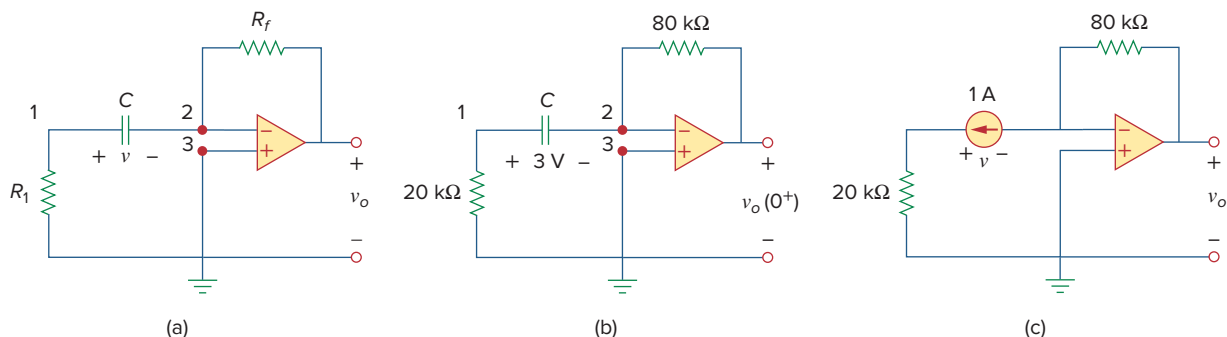 R_f
80 kΩ
80 kΩ
1 C 2
− 
3 +
+ v −
R_1
+
v_o
−
1 C 2
−
3 +
+ 3 V −
20 kΩ
+
v_o (0^+)
−
1 A
−
+
+ v −
20 kΩ
+
v_o
−
(a) (b) (c)